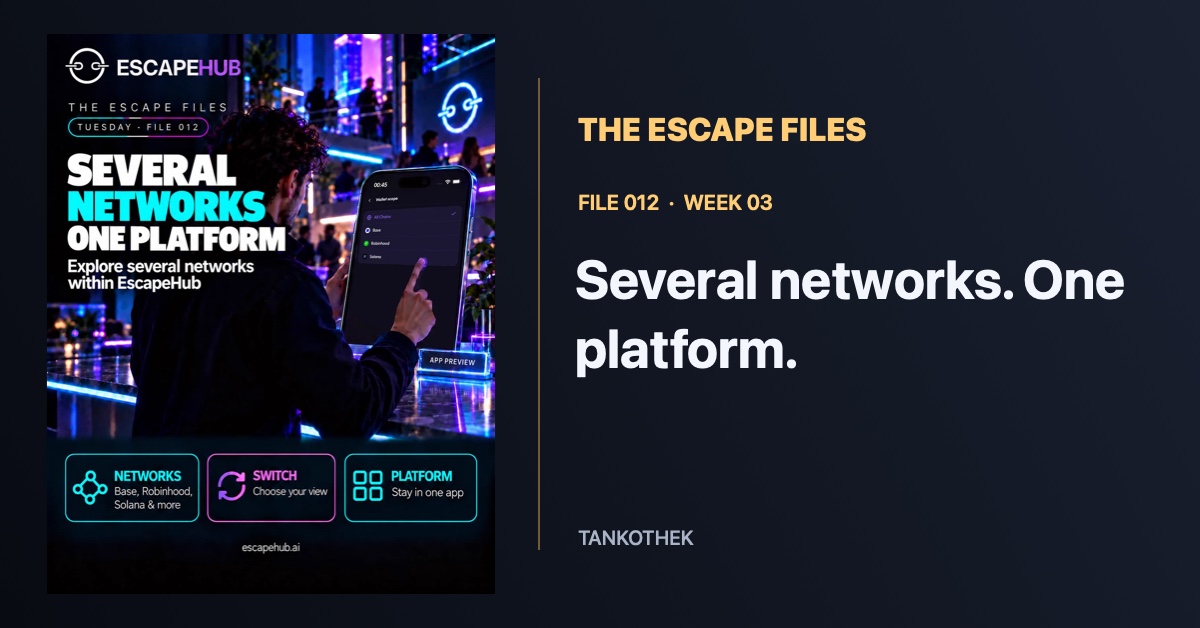 ESCAPEHUB
THE ESCAPE FILES
TUESDAY · FILE 012
SEVERAL
NETWORKS
ONE PLATFORM
Explore several networks
within EscapeHub
00:45
Wallet scope
All Chains
Base
Robinhood
Solana
APP PREVIEW
NETWORKS
Base, Robinhood,
Solana & more
SWITCH
Choose your view
PLATFORM
Stay in one app
escapehub.ai
THE ESCAPE FILES
FILE 012 · WEEK 03
Several networks. One
platform.
TANKOTHEK